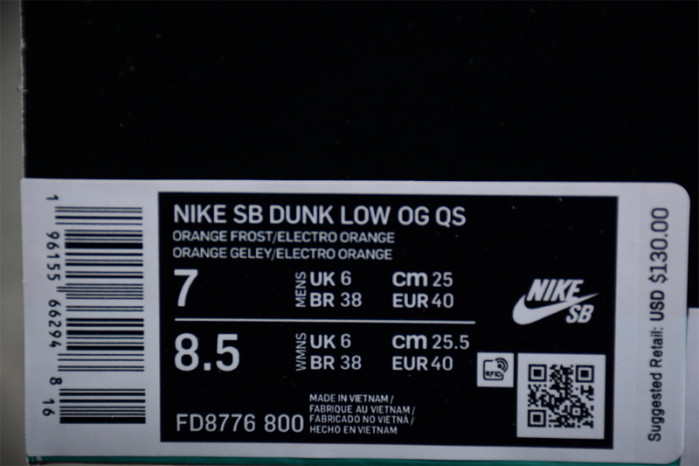 NIKE SB DUNK LOW OG QS
ORANGE FROST/ELECTRO ORANGE
ORANGE GELEY/ELECTRO ORANGE
7
MENS
UK 6
cm 25
BR 38
EUR 40
8.5
WMNS
UK 6
cm 25.5
BR 38
EUR 40
NIKE
SB
RFID
FD8776 800
MADE IN VIETNAM /
FABRIQUE AU VIETNAM /
FABRICADO NO VIETNÃ /
HECHO EN VIETNAM
1 96155 66294 8 16
Suggested Retail: USD $130.00